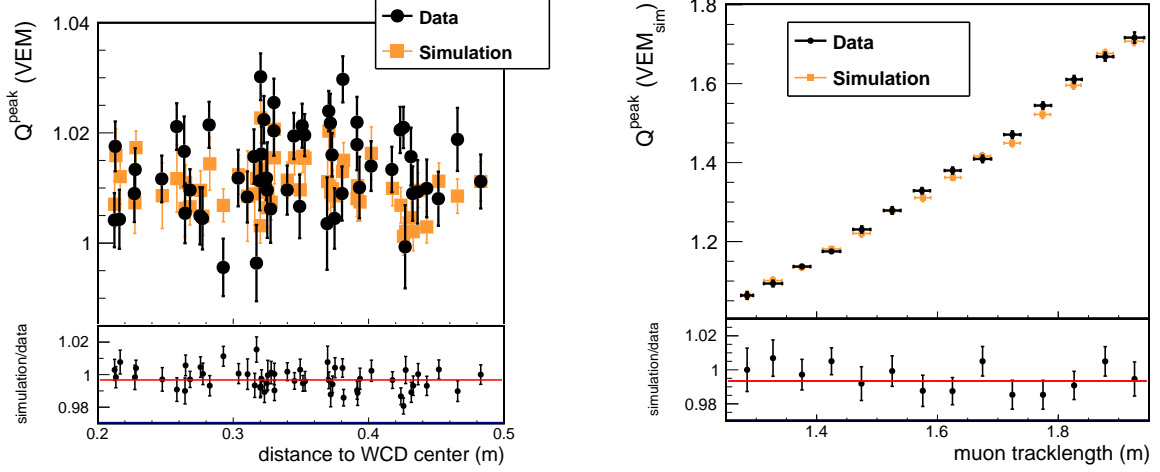 Q^peak (VEM)
1.04
1.02
1
Data
Simulation
simulation/data
1.02
1
0.98
0.2
0.3
0.4
0.5
distance to WCD center (m)
Q^peak (VEM_sim)
1.8
1.6
1.4
1.2
Data
Simulation
simulation/data
1.02
1
0.98
1.4
1.6
1.8
muon tracklength (m)